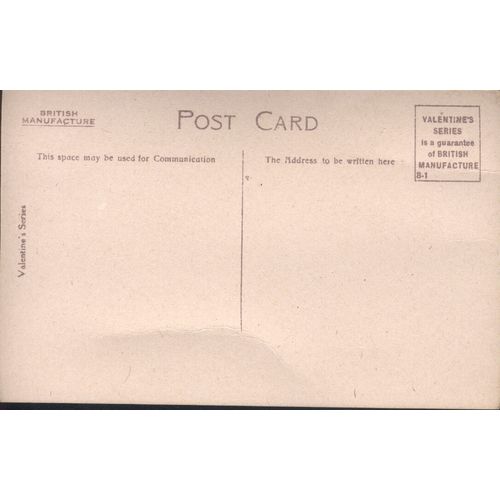 BRITISH
MANUFACTURE
POST CARD
VALENTINE'S
SERIES
is a guarantee
of BRITISH
MANUFACTURE
B-1
This space may be used for Communication
The Address to be written here
Valentine's Series